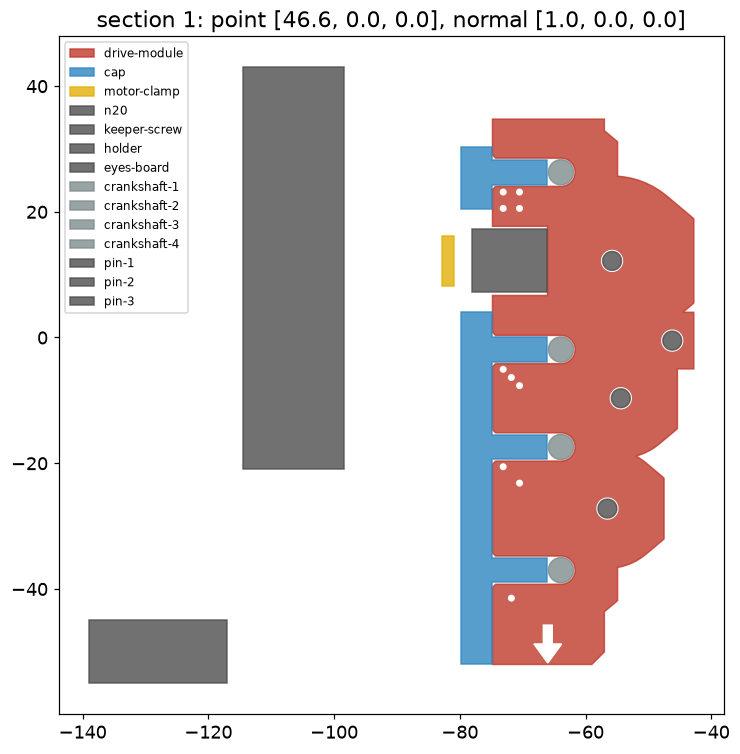 section 1: point [46.6, 0.0, 0.0], normal [1.0, 0.0, 0.0]
drive-module
cap
motor-clamp
n20
keeper-screw
holder
eyes-board
crankshaft-1
crankshaft-2
crankshaft-3
crankshaft-4
pin-1
pin-2
pin-3
40
20
0
−20
−40
−140
−120
−100
−80
−60
−40